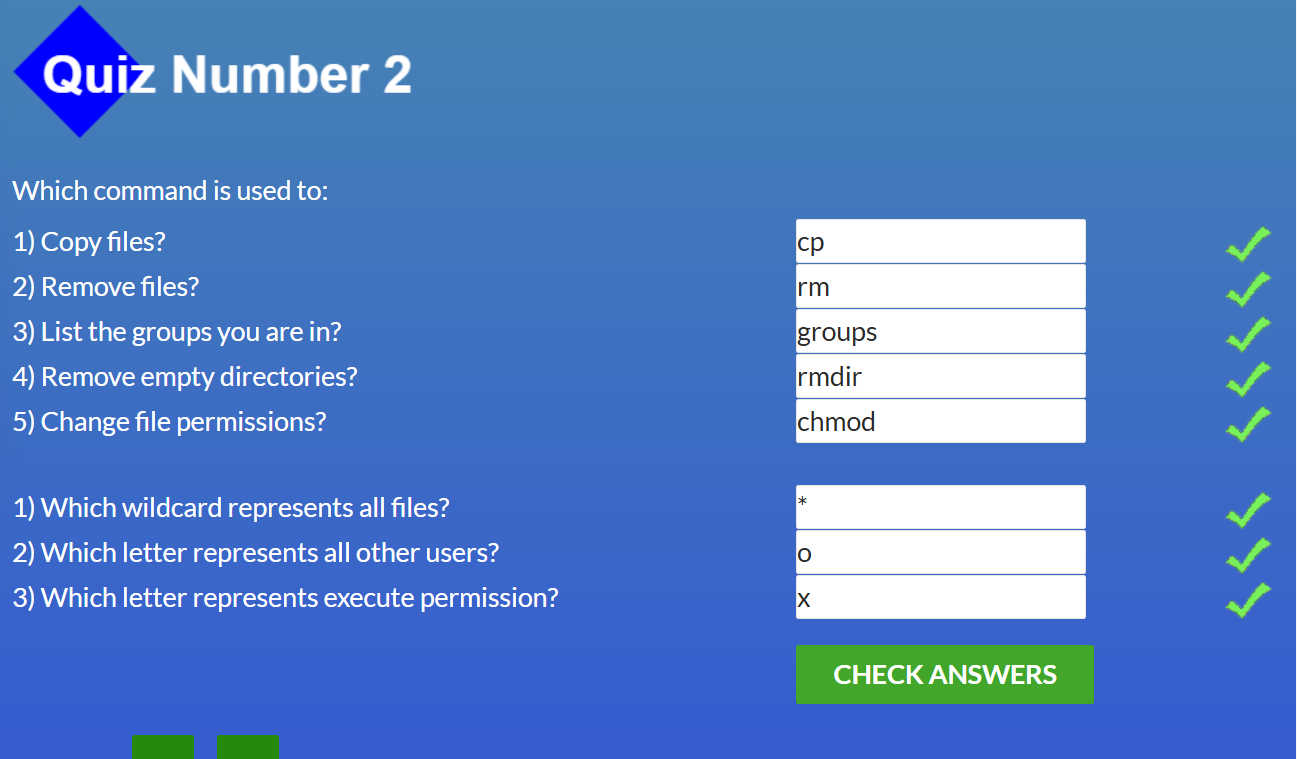 Quiz Number 2
Which command is used to:
1) Copy files? cp
2) Remove files? rm
3) List the groups you are in? groups
4) Remove empty directories? rmdir
5) Change file permissions? chmod
1) Which wildcard represents all files? *
2) Which letter represents all other users? o
3) Which letter represents execute permission? x
CHECK ANSWERS